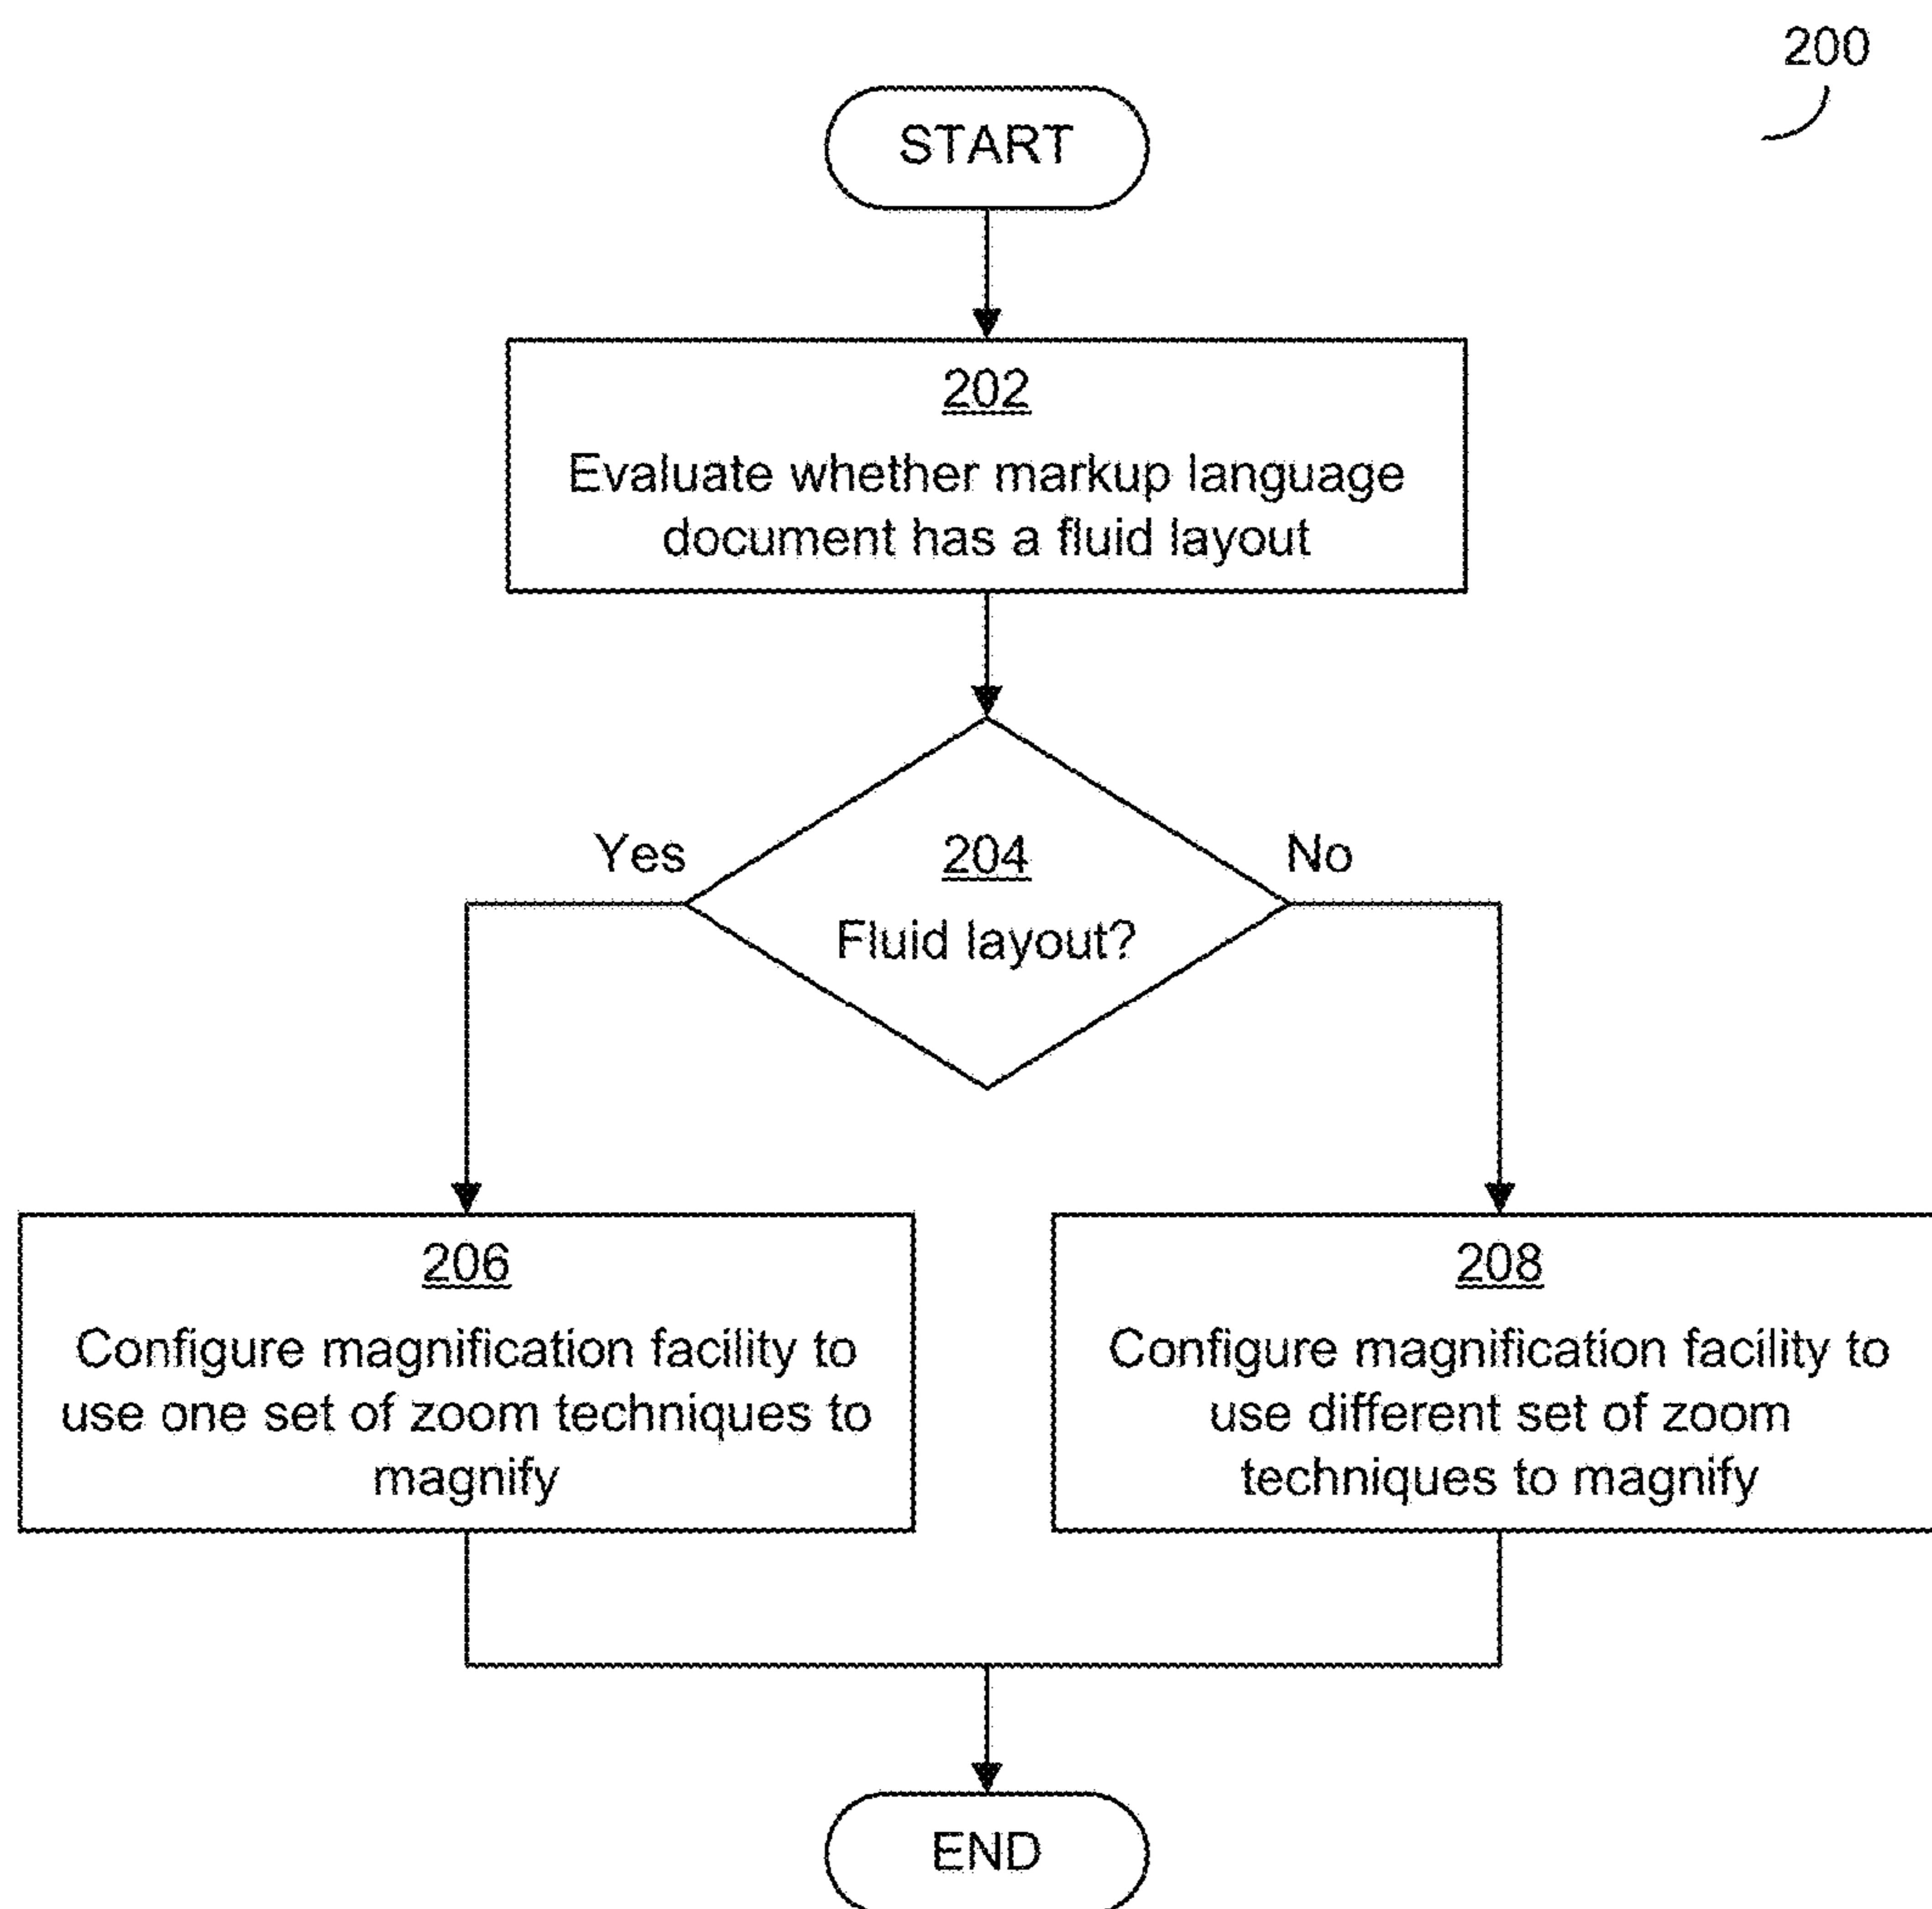 200
START
202
Evaluate whether markup language
document has a fluid layout
Yes
204
No
Fluid layout?
206
Configure magnification facility to
use one set of zoom techniques to
magnify
208
Configure magnification facility to
use different set of zoom
techniques to magnify
END